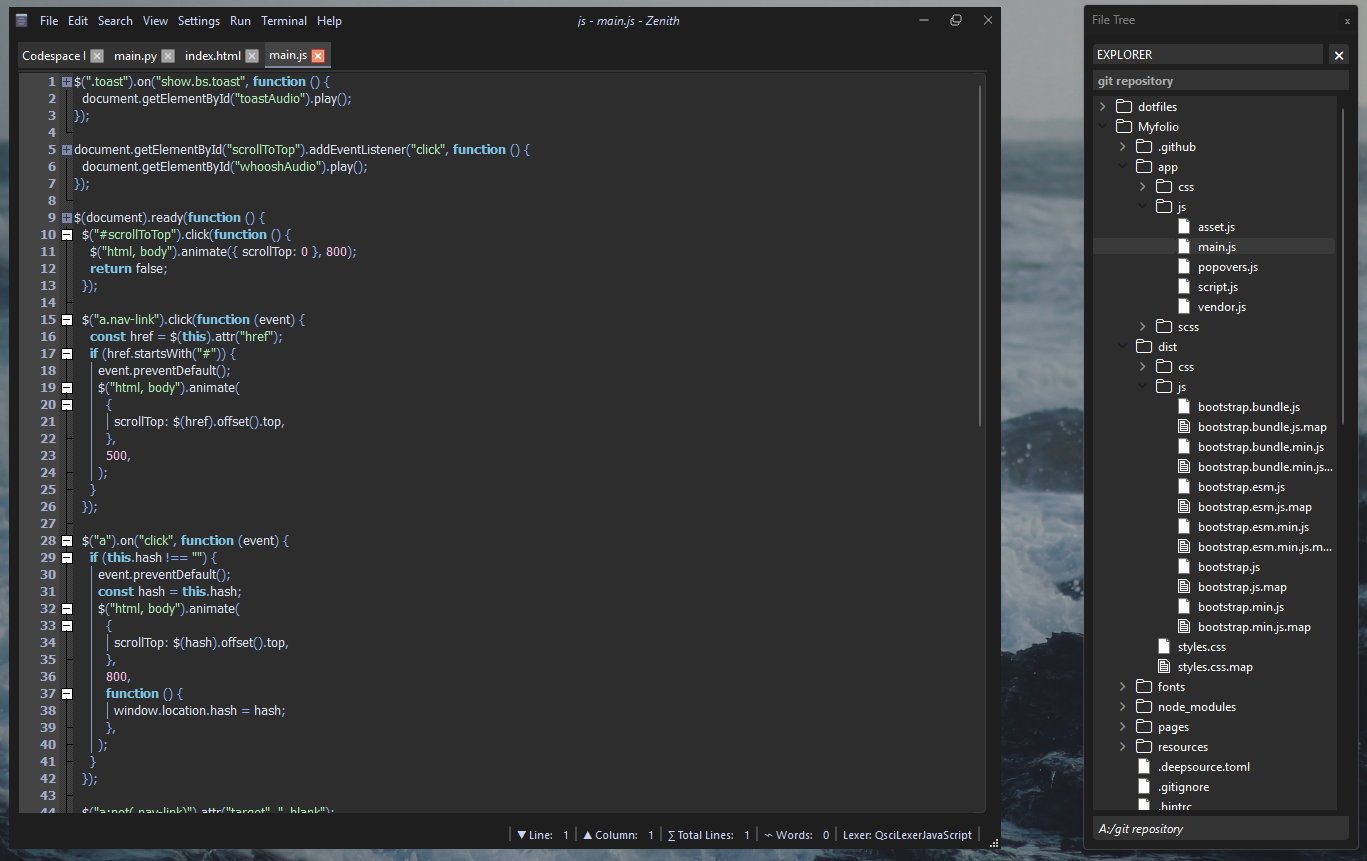 File Edit Search View Settings Run Terminal Help
js - main.js - Zenith
Codespace | main.py index.html main.js
1 $(".toast").on("show.bs.toast", function () {
2 document.getElementById("toastAudio").play();
3 });
4
5 document.getElementById("scrollToTop").addEventListener("click", function () {
6 document.getElementById("whooshAudio").play();
7 });
8
9 $(document).ready(function () {
10 $("#scrollToTop").click(function () {
11 $("html, body").animate({ scrollTop: 0 }, 800);
12 return false;
13 });
14
15 $("a.nav-link").click(function (event) {
16 const href = $(this).attr("href");
17 if (href.startsWith("#")) {
18 event.preventDefault();
19 $("html, body").animate(
20 {
21 scrollTop: $(href).offset().top,
22 },
23 500,
24 );
25 }
26 });
27
28 $("a").on("click", function (event) {
29 if (this.hash !== "") {
30 event.preventDefault();
31 const hash = this.hash;
32 $("html, body").animate(
33 {
34 scrollTop: $(hash).offset().top,
35 },
36 800,
37 function () {
38 window.location.hash = hash;
39 },
40 );
41 }
42 });
43
44 $("a:not(.nav-link)").attr("target", "_blank");
▼ Line: 1 ▲ Column: 1 ∑ Total Lines: 1 ~ Words: 0 Lexer: QsciLexerJavaScript
File Tree x
EXPLORER
git repository
dotfiles
Myfolio
.github
app
css
js
asset.js
main.js
popovers.js
script.js
vendor.js
scss
dist
css
js
bootstrap.bundle.js
bootstrap.bundle.js.map
bootstrap.bundle.min.js
bootstrap.bundle.min.js...
bootstrap.esm.js
bootstrap.esm.js.map
bootstrap.esm.min.js
bootstrap.esm.min.js.m...
bootstrap.js
bootstrap.js.map
bootstrap.min.js
bootstrap.min.js.map
styles.css
styles.css.map
fonts
node_modules
pages
resources
.deepsource.toml
.gitignore
.hintrc
A:/git repository